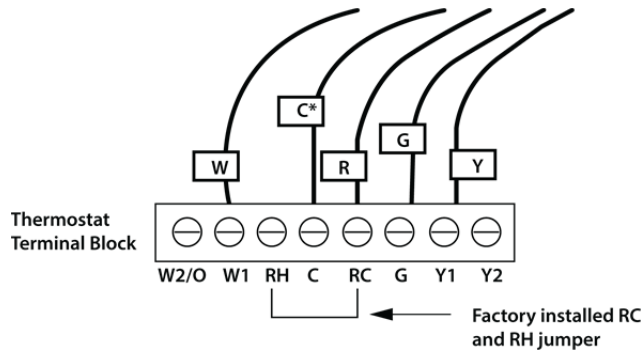 C*
W
R
G
Y
Thermostat
Terminal Block
W2/O W1 RH C RC G Y1 Y2
Factory installed RC
and RH jumper